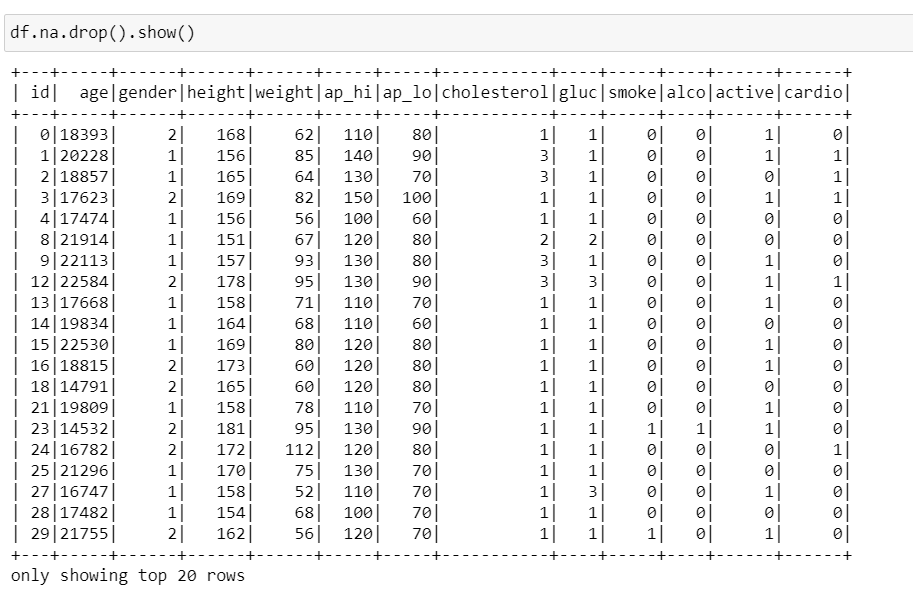 df.na.drop().show()
+---+-----+------+------+------+-----+-----+-----------+----+-----+----+------+------+
| id|  age|gender|height|weight|ap_hi|ap_lo|cholesterol|gluc|smoke|alco|active|cardio|
+---+-----+------+------+------+-----+-----+-----------+----+-----+----+------+------+
|  0|18393|     2|   168|    62|  110|   80|          1|   1|    0|   0|     1|     0|
|  1|20228|     1|   156|    85|  140|   90|          3|   1|    0|   0|     1|     1|
|  2|18857|     1|   165|    64|  130|   70|          3|   1|    0|   0|     0|     1|
|  3|17623|     2|   169|    82|  150|  100|          1|   1|    0|   0|     1|     1|
|  4|17474|     1|   156|    56|  100|   60|          1|   1|    0|   0|     0|     0|
|  8|21914|     1|   151|    67|  120|   80|          2|   2|    0|   0|     0|     0|
|  9|22113|     1|   157|    93|  130|   80|          3|   1|    0|   0|     1|     0|
| 12|22584|     2|   178|    95|  130|   90|          3|   3|    0|   0|     1|     1|
| 13|17668|     1|   158|    71|  110|   70|          1|   1|    0|   0|     1|     0|
| 14|19834|     1|   164|    68|  110|   60|          1|   1|    0|   0|     0|     0|
| 15|22530|     1|   169|    80|  120|   80|          1|   1|    0|   0|     1|     0|
| 16|18815|     2|   173|    60|  120|   80|          1|   1|    0|   0|     1|     0|
| 18|14791|     2|   165|    60|  120|   80|          1|   1|    0|   0|     0|     0|
| 21|19809|     1|   158|    78|  110|   70|          1|   1|    0|   0|     1|     0|
| 23|14532|     2|   181|    95|  130|   90|          1|   1|    1|   1|     1|     0|
| 24|16782|     2|   172|   112|  120|   80|          1|   1|    0|   0|     0|     1|
| 25|21296|     1|   170|    75|  130|   70|          1|   1|    0|   0|     0|     0|
| 27|16747|     1|   158|    52|  110|   70|          1|   3|    0|   0|     1|     0|
| 28|17482|     1|   154|    68|  100|   70|          1|   1|    0|   0|     0|     0|
| 29|21755|     2|   162|    56|  120|   70|          1|   1|    1|   0|     1|     0|
+---+-----+------+------+------+-----+-----+-----------+----+-----+----+------+------+
only showing top 20 rows